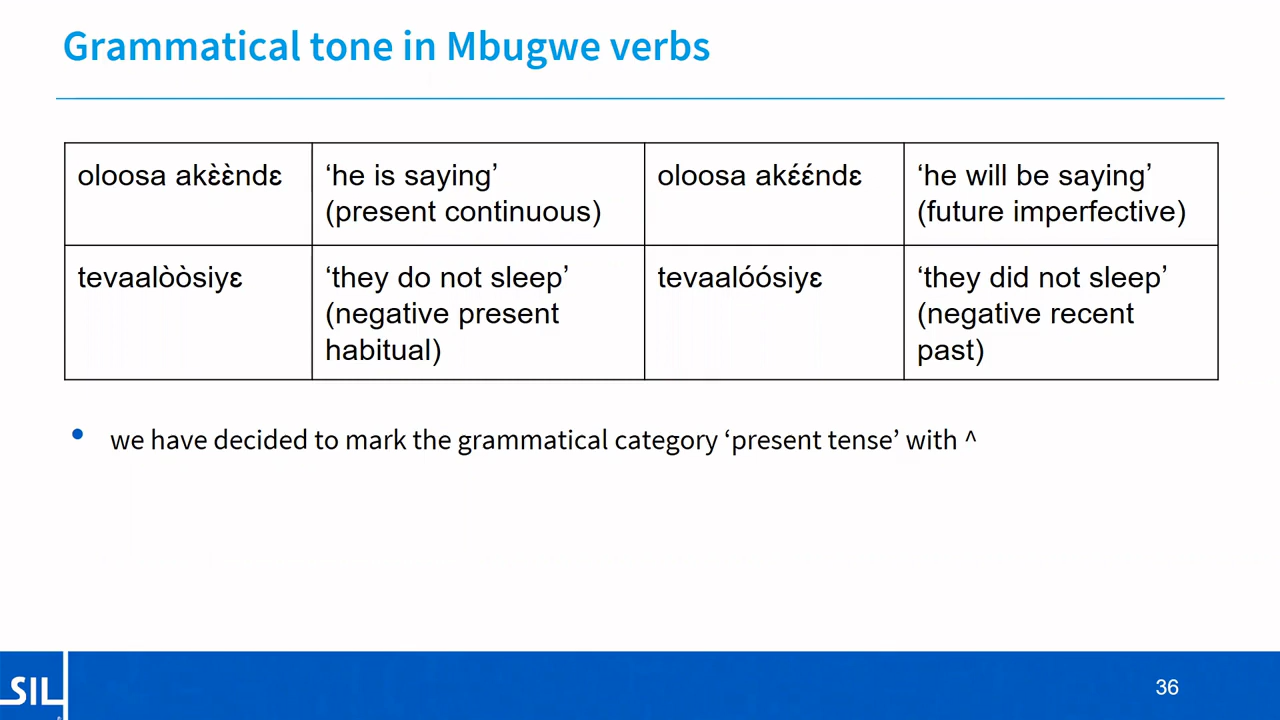 Grammatical tone in Mbugwe verbs
oloosa akɛ̀ɛ̀ndɛ
‘he is saying’
(present continuous)
oloosa akɛ́ɛ́ndɛ
‘he will be saying’
(future imperfective)
tevaalòòsiyɛ
‘they do not sleep’
(negative present
habitual)
tevaalóósiyɛ
‘they did not sleep’
(negative recent
past)
• we have decided to mark the grammatical category ‘present tense’ with ^
SIL
36